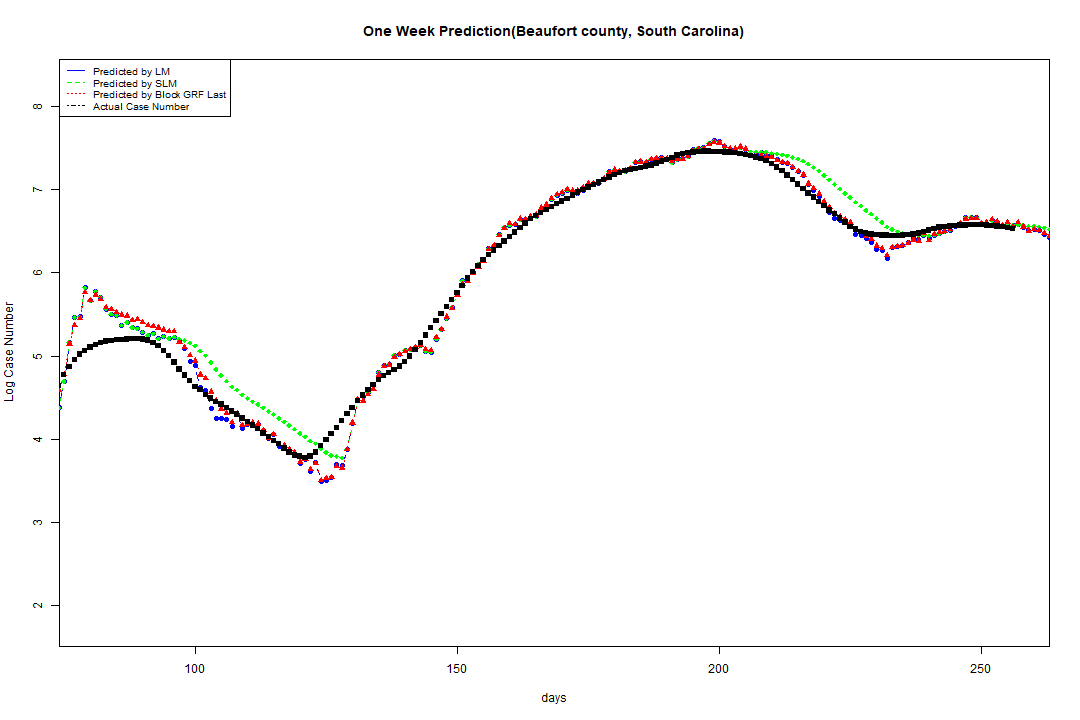 One Week Prediction(Beaufort county, South Carolina)
Predicted by LM
Predicted by SLM
Predicted by Block GRF Last
Actual Case Number
8
7
6
5
4
3
2
Log Case Number
100 150 200 250
days